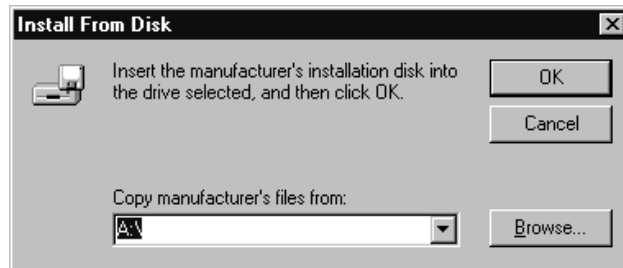 Install From Disk
Insert the manufacturer's installation disk into
the drive selected, and then click OK.
OK
Cancel
Copy manufacturer's files from:
A:\
Browse...